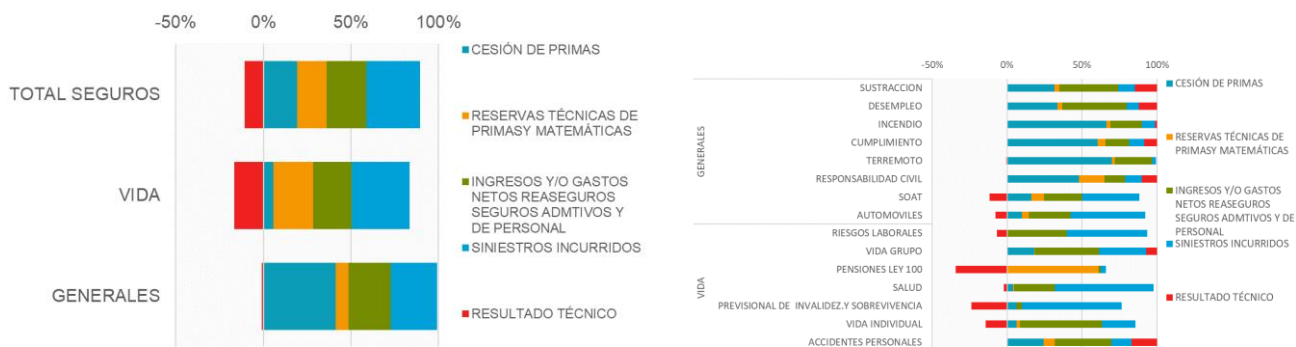 -50% 0% 50% 100%
TOTAL SEGUROS
VIDA
GENERALES
CESIÓN DE PRIMAS
RESERVAS TÉCNICAS DE
PRIMASY MATEMÁTICAS
INGRESOS Y/O GASTOS
NETOS REASEGUROS
SEGUROS ADMTIVOS Y
DE PERSONAL
SINIESTROS INCURRIDOS
RESULTADO TÉCNICO
-50% 0% 50% 100%
GENERALES
SUSTRACCION
DESEMPLEO
INCENDIO
CUMPLIMIENTO
TERREMOTO
RESPONSABILIDAD CIVIL
SOAT
AUTOMOVILES
VIDA
RIESGOS LABORALES
VIDA GRUPO
PENSIONES LEY 100
SALUD
PREVISIONAL DE INVALIDEZ.Y SOBREVIVENCIA
VIDA INDIVIDUAL
ACCIDENTES PERSONALES
CESIÓN DE PRIMAS
RESERVAS TÉCNICAS DE
PRIMASY MATEMÁTICAS
INGRESOS Y/O GASTOS
NETOS REASEGUROS
SEGUROS ADMTIVOS Y DE
PERSONAL
SINIESTROS INCURRIDOS
RESULTADO TÉCNICO